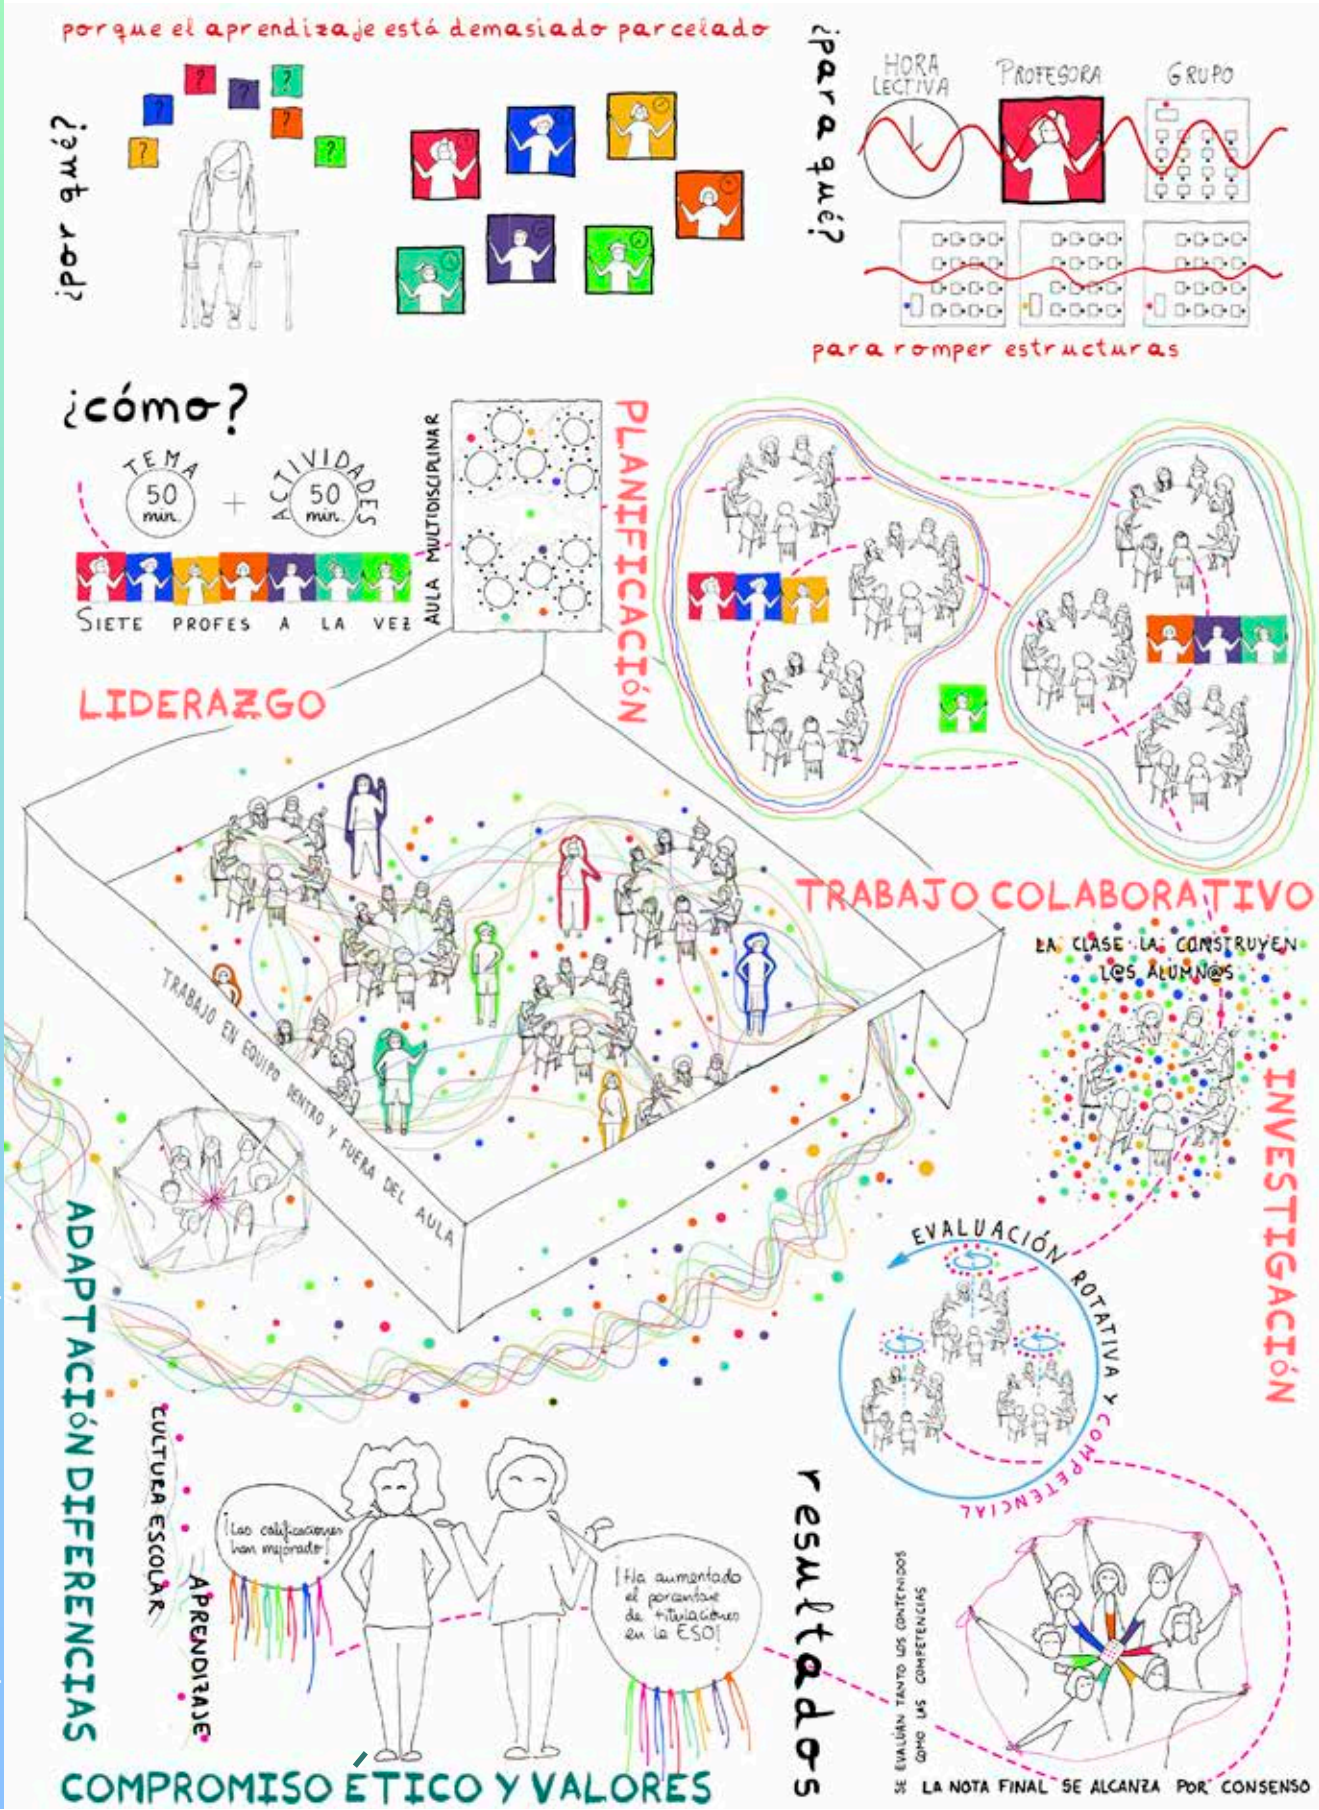 porque el aprendizaje está demasiado parcelado
¿por qué?
?
?
?
?
?
?
?
¿para qué?
HORA
LECTIVA
PROFESORA
GRUPO
para romper estructuras
¿cómo?
TEMA
50
min.
+
ACTIVIDADES
50
min.
SIETE PROFES A LA VEZ
AULA MULTIDISCIPLINAR
PLANIFICACIÓN
LIDERAZGO
TRABAJO COLABORATIVO
LA CLASE LA CONSTRUYEN
L@S ALUMN@S
TRABAJO EN EQUIPO DENTRO Y FUERA DEL AULA
INVESTIGACIÓN
EVALUACIÓN ROTATIVA Y COMPETENCIAL
ADAPTACIÓN DIFERENCIAS
CULTURA ESCOLAR
APRENDIZAJE
¡Las calificaciones
han mejorado!
¡Ha aumentado
el porcentaje
de titulaciones
en la ESO!
resultados
SE EVALÚAN TANTO LOS CONTENIDOS
COMO LAS COMPETENCIAS
LA NOTA FINAL SE ALCANZA POR CONSENSO
COMPROMISO ÉTICO Y VALORES